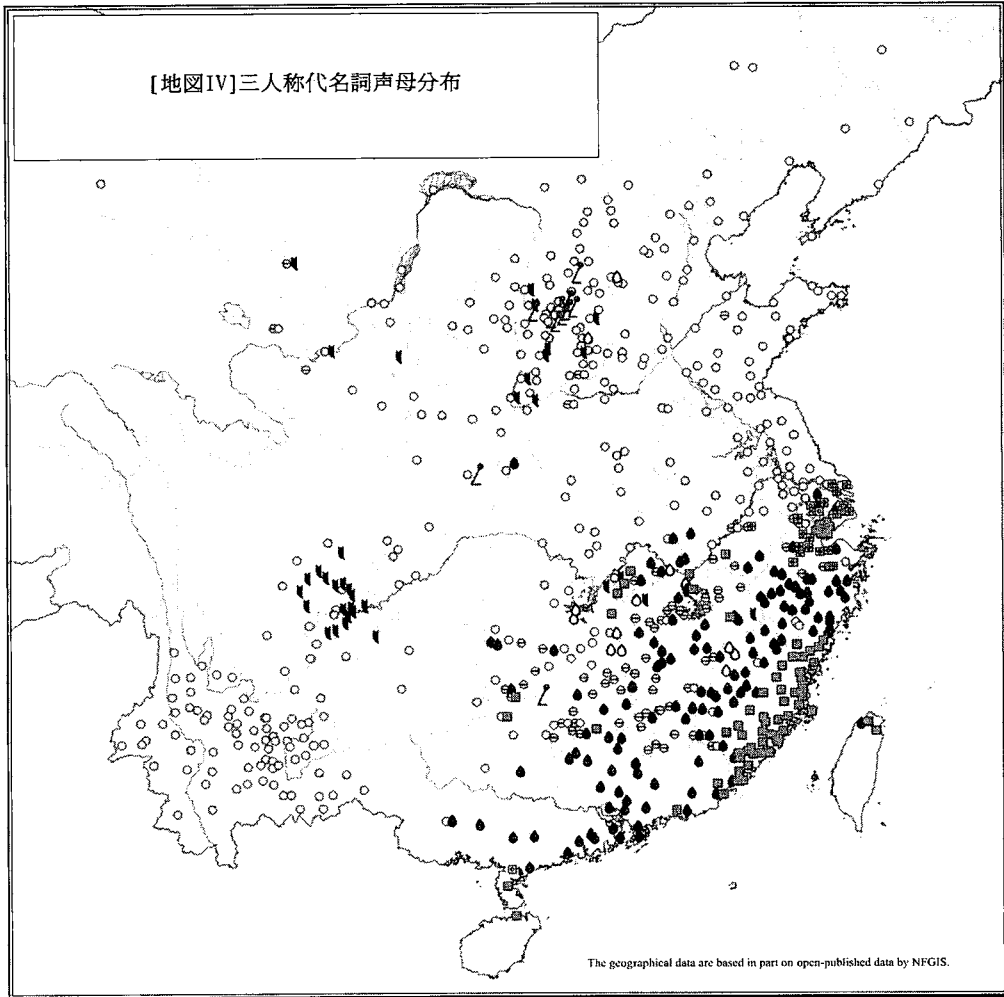 [地図IV]三人称代名詞声母分布
The geographical data are based in part on open-published data by NFGIS.